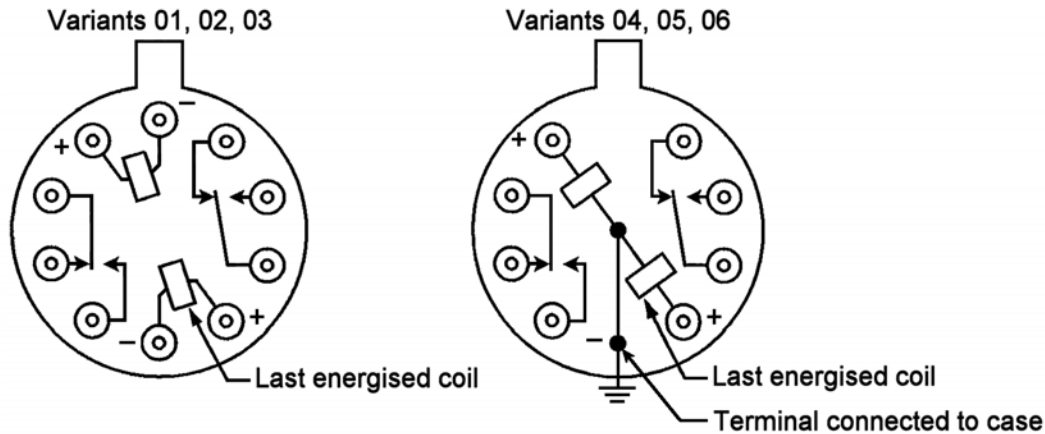 Variants 01, 02, 03
Variants 04, 05, 06
−
+
+
−
+
−
+
Last energised coil
Last energised coil
Terminal connected to case